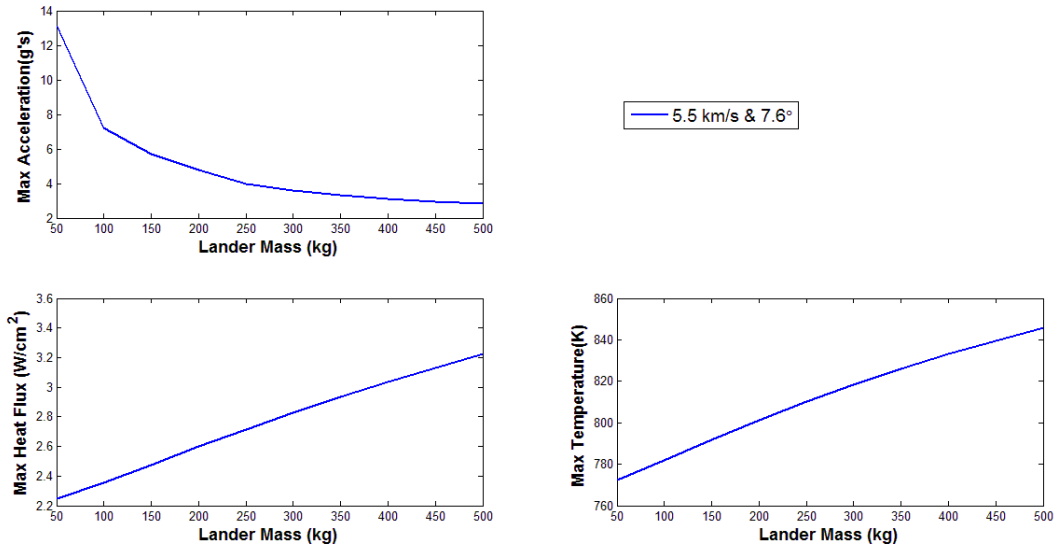 14
12
10
8
6
4
2
Max Acceleration(g's)
50 100 150 200 250 300 350 400 450 500
Lander Mass (kg)
5.5 km/s & 7.6°
3.6
3.4
3.2
3
2.8
2.6
2.4
2.2
Max Heat Flux (W/cm²)
50 100 150 200 250 300 350 400 450 500
Lander Mass (kg)
860
840
820
800
780
760
Max Temperature(K)
50 100 150 200 250 300 350 400 450 500
Lander Mass (kg)